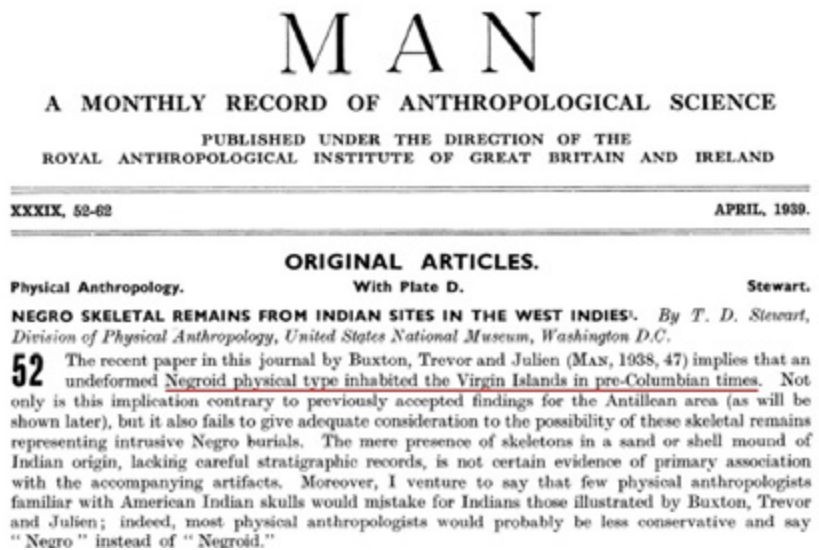 MAN
A MONTHLY RECORD OF ANTHROPOLOGICAL SCIENCE
PUBLISHED UNDER THE DIRECTION OF THE
ROYAL ANTHROPOLOGICAL INSTITUTE OF GREAT BRITAIN AND IRELAND
XXXIX, 52-62 APRIL, 1939.
ORIGINAL ARTICLES.
Physical Anthropology. With Plate D. Stewart.
NEGRO SKELETAL REMAINS FROM INDIAN SITES IN THE WEST INDIES¹. By T. D. Stewart,
Division of Physical Anthropology, United States National Museum, Washington D.C.
52 The recent paper in this journal by Buxton, Trevor and Julien (MAN, 1938, 47) implies that an
undeformed Negroid physical type inhabited the Virgin Islands in pre-Columbian times. Not
only is this implication contrary to previously accepted findings for the Antillean area (as will be
shown later), but it also fails to give adequate consideration to the possibility of these skeletal remains
representing intrusive Negro burials. The mere presence of skeletons in a sand or shell mound of
Indian origin, lacking careful stratigraphic records, is not certain evidence of primary association
with the accompanying artifacts. Moreover, I venture to say that few physical anthropologists
familiar with American Indian skulls would mistake for Indians those illustrated by Buxton, Trevor
and Julien; indeed, most physical anthropologists would probably be less conservative and say
"Negro" instead of "Negroid."